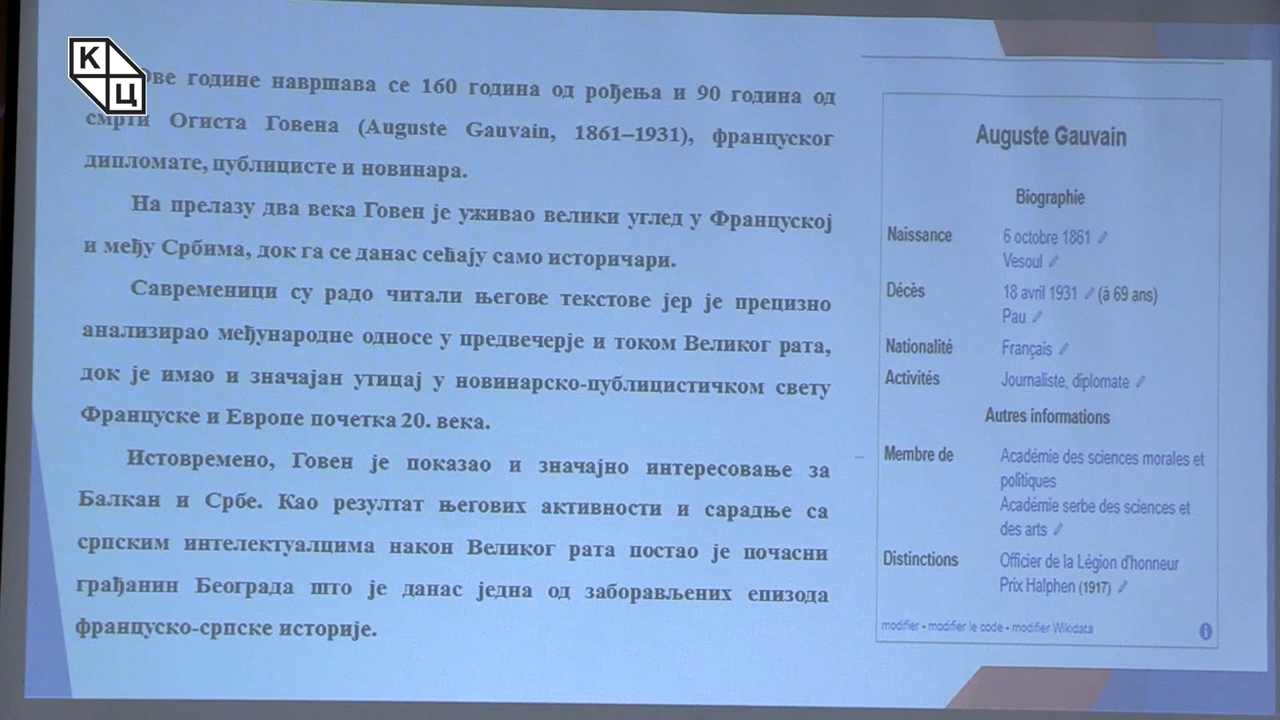 К
Ц
ове године навршава се 160 година од рођења и 90 година од
смрти Огиста Говена (Auguste Gauvain, 1861–1931), француског
дипломате, публицисте и новинара.
На прелазу два века Говен је уживао велики углед у Француској
и међу Србима, док га се данас сећају само историчари.
Савременици су радо читали његове текстове јер је прецизно
анализирао међународне односе у предвечерје и током Великог рата,
док је имао и значајан утицај у новинарско-публицистичком свету
Француске и Европе почетка 20. века.
Истовремено, Говен је показао и значајно интересовање за
Балкан и Србе. Као резултат његових активности и сарадње са
српским интелектуалцима након Великог рата постао је почасни
грађанин Београда што је данас једна од заборављених епизода
француско-српске историје.
Auguste Gauvain
Biographie
Naissance 6 octobre 1861
Vesoul
Décès 18 avril 1931 (à 69 ans)
Pau
Nationalité Français
Activités Journaliste, diplomate
Autres informations
Membre de Académie des sciences morales et
politiques
Académie serbe des sciences et
des arts
Distinctions Officier de la Légion d'honneur
Prix Halphen (1917)
modifier - modifier le code - modifier Wikidata